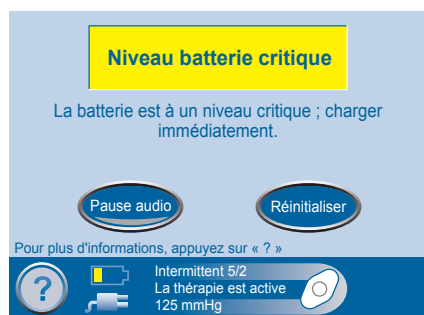 Niveau batterie critique
La batterie est à un niveau critique ; charger
immédiatement.
Pause audio
Réinitialiser
Pour plus d'informations, appuyez sur « ? »
?
Intermittent 5/2
La thérapie est active
125 mmHg